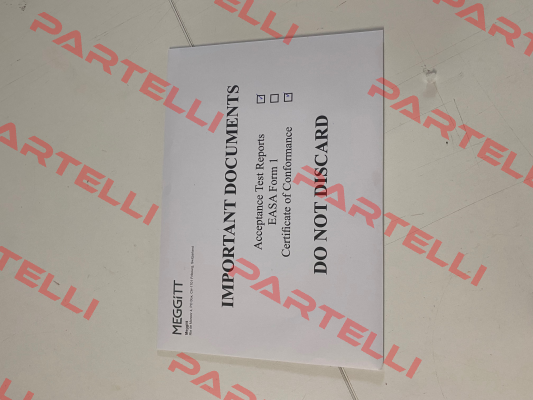 MEGGiTT
Meggitt
IMPORTANT DOCUMENTS
Acceptance Test Reports ☑
EASA Form 1 ☐
Certificate of Conformance ☑
DO NOT DISCARD
PARTELLI
PARTELLI
PARTELLI
PARTELLI
PARTELLI
PARTELLI
PARTELLI
PARTELLI